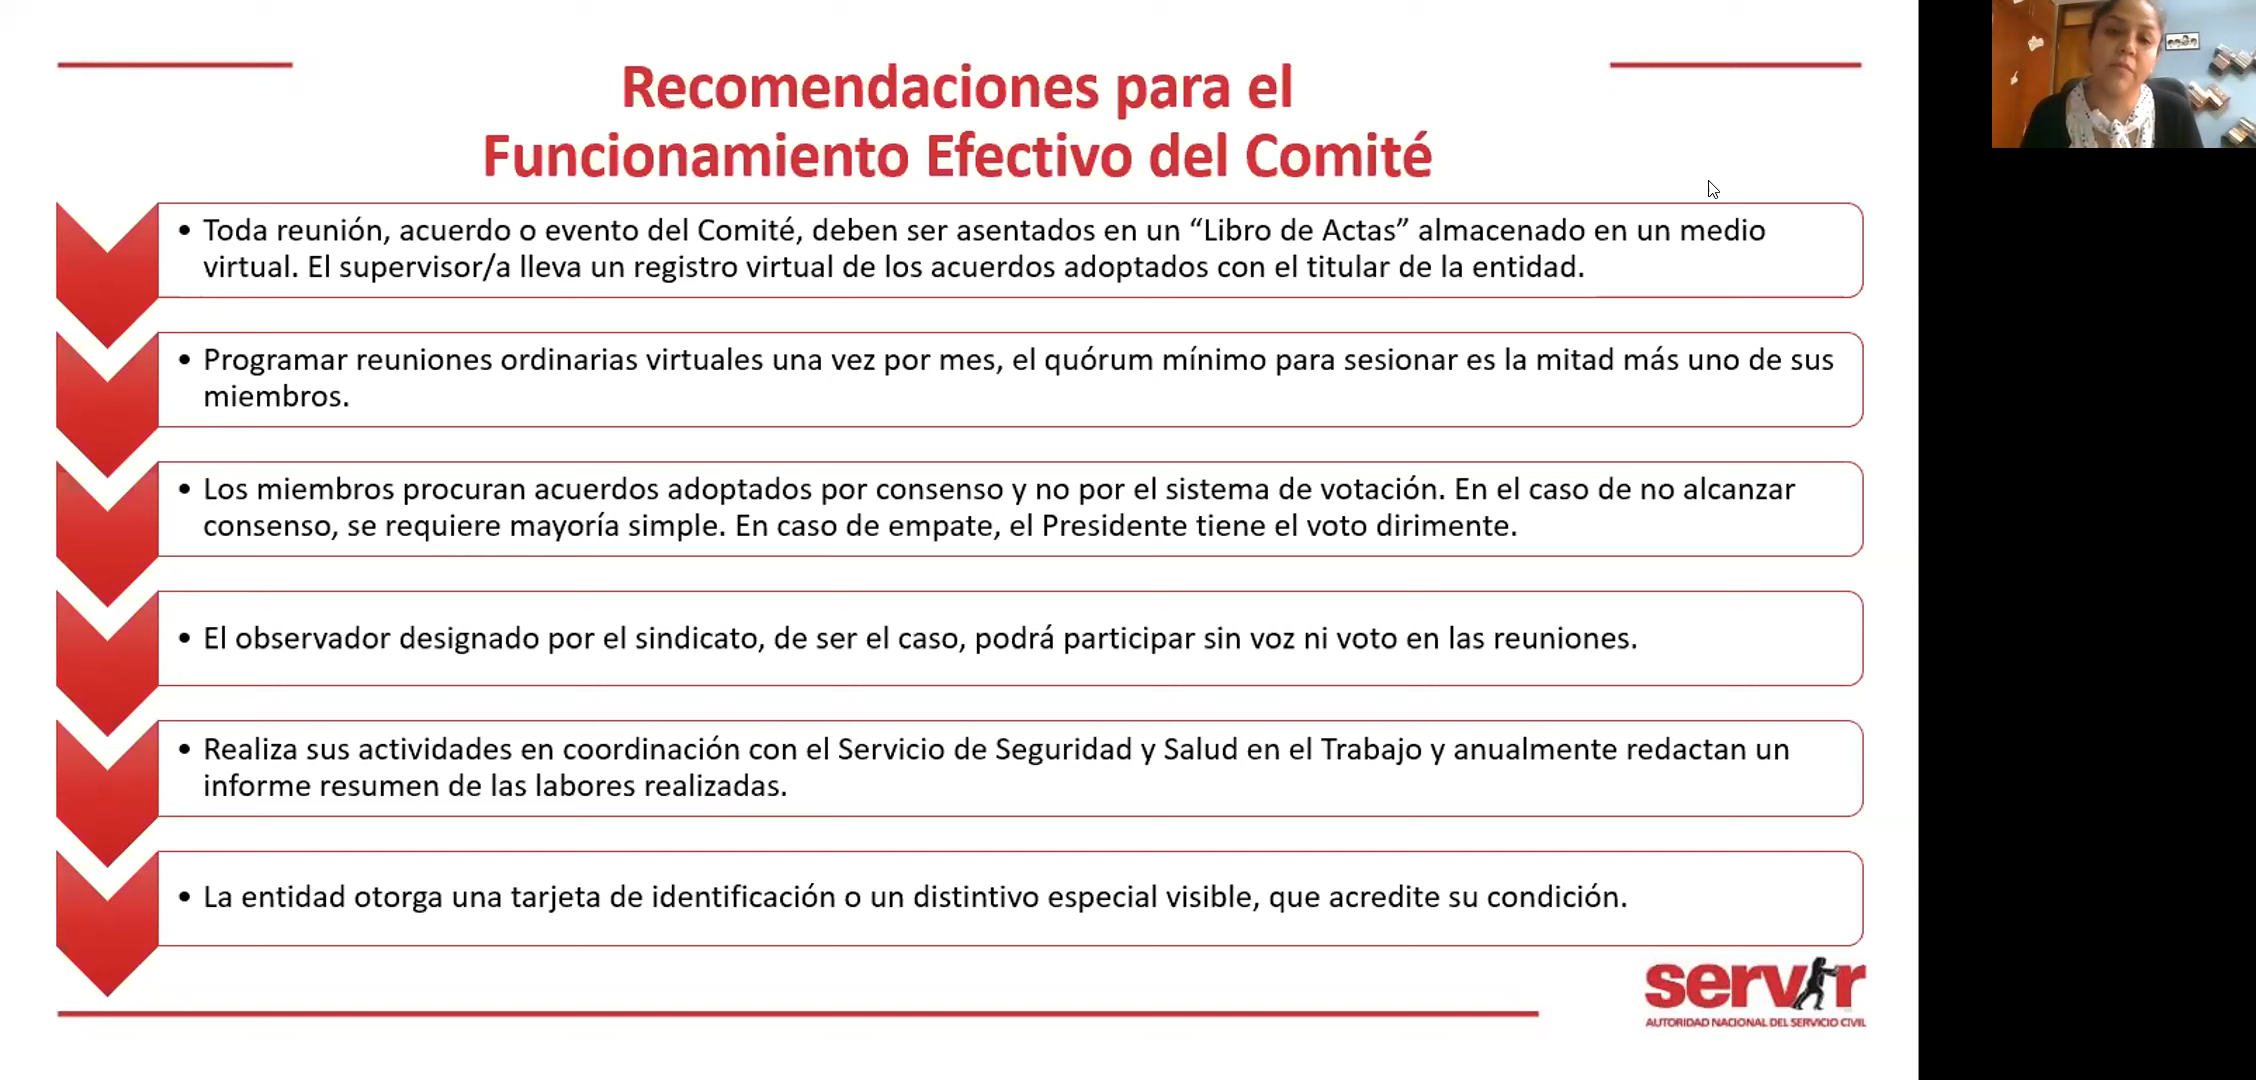 Recomendaciones para el
Funcionamiento Efectivo del Comité
• Toda reunión, acuerdo o evento del Comité, deben ser asentados en un “Libro de Actas” almacenado en un medio
virtual. El supervisor/a lleva un registro virtual de los acuerdos adoptados con el titular de la entidad.
• Programar reuniones ordinarias virtuales una vez por mes, el quórum mínimo para sesionar es la mitad más uno de sus
miembros.
• Los miembros procuran acuerdos adoptados por consenso y no por el sistema de votación. En el caso de no alcanzar
consenso, se requiere mayoría simple. En caso de empate, el Presidente tiene el voto dirimente.
• El observador designado por el sindicato, de ser el caso, podrá participar sin voz ni voto en las reuniones.
• Realiza sus actividades en coordinación con el Servicio de Seguridad y Salud en el Trabajo y anualmente redactan un
informe resumen de las labores realizadas.
• La entidad otorga una tarjeta de identificación o un distintivo especial visible, que acredite su condición.
servir
AUTORIDAD NACIONAL DEL SERVICIO CIVIL